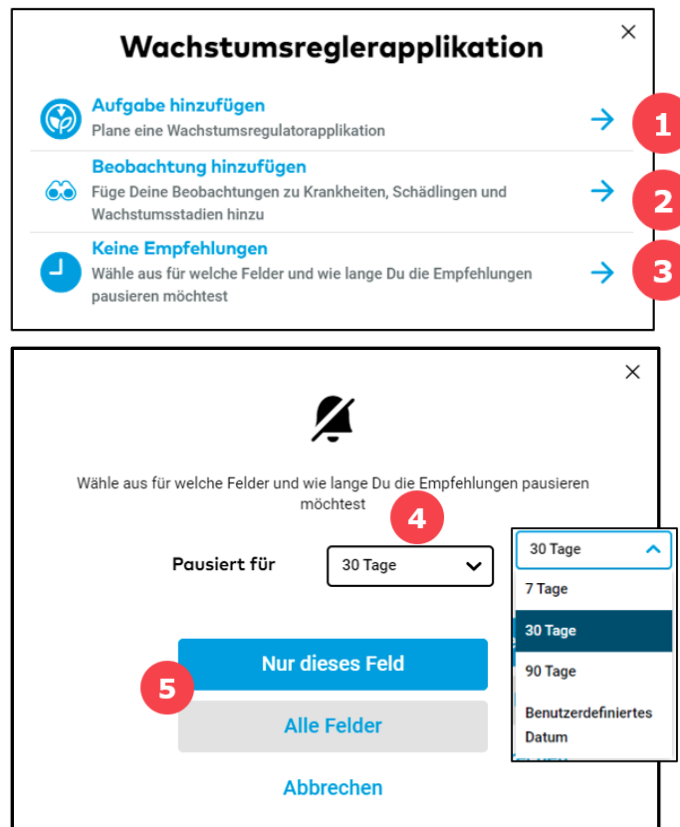 Wachstumsreglerapplikation
Aufgabe hinzufügen
Plane eine Wachstumsregulatorapplikation
1
Beobachtung hinzufügen
Füge Deine Beobachtungen zu Krankheiten, Schädlingen und
Wachstumsstadien hinzu
2
Keine Empfehlungen
Wähle aus für welche Felder und wie lange Du die Empfehlungen
pausieren möchtest
3
Wähle aus für welche Felder und wie lange Du die Empfehlungen pausieren
möchtest
4
Pausiert für
30 Tage
30 Tage
7 Tage
30 Tage
90 Tage
Benutzerdefiniertes
Datum
5
Nur dieses Feld
Alle Felder
Abbrechen